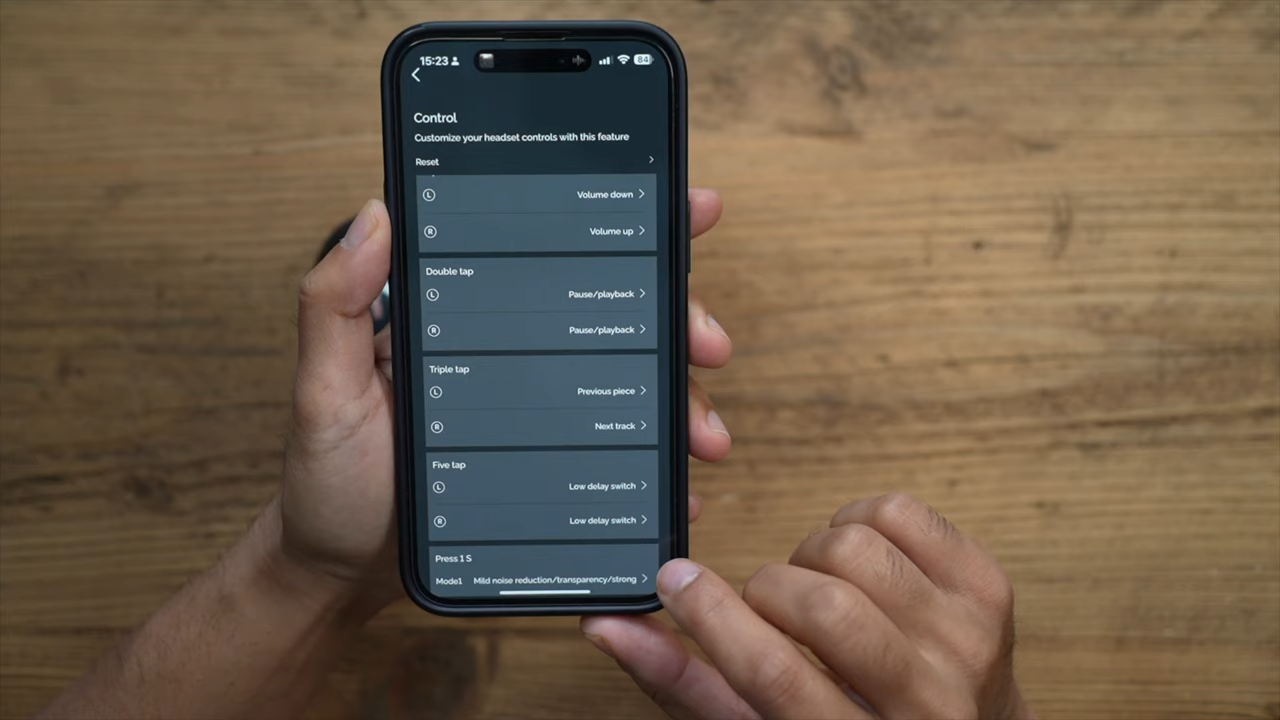 15:23
84
Control
Customize your headset controls with this feature
Reset
L Volume down
R Volume up
Double tap
L Pause/playback
R Pause/playback
Triple tap
L Previous piece
R Next track
Five tap
L Low delay switch
R Low delay switch
Press 1 S
Mode1 Mild noise reduction/transparency/strong